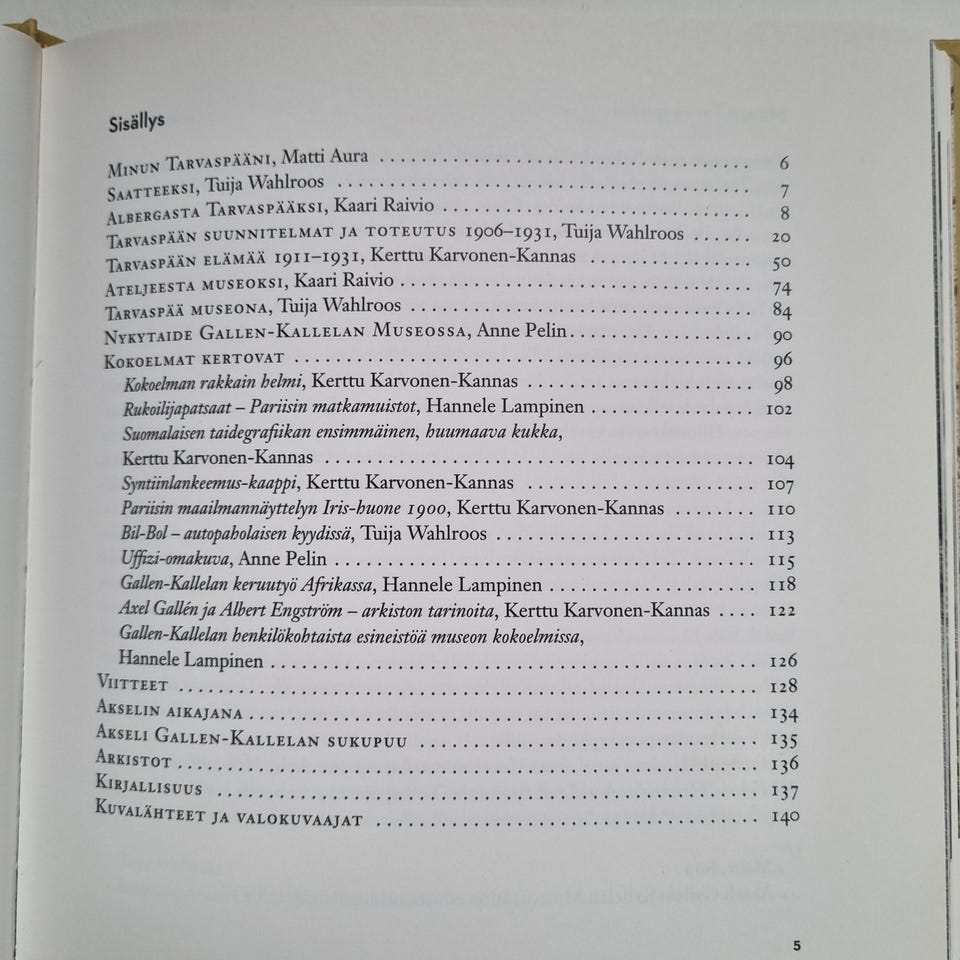 Sisällys
Minun Tarvaspääni, Matti Aura .................................... 6
Saatteeksi, Tuija Wahlroos ........................................ 7
Albergasta Tarvaspääksi, Kaari Raivio .............................. 8
Tarvaspään suunnitelmat ja toteutus 1906–1931, Tuija Wahlroos ...... 20
Tarvaspään elämää 1911–1931, Kerttu Karvonen-Kannas ................ 50
Ateljeesta museoksi, Kaari Raivio .................................. 74
Tarvaspää museona, Tuija Wahlroos .................................. 84
Nykytaide Gallen-Kallelan Museossa, Anne Pelin .................. 90
Kokoelmat kertovat ............................................. 96
Kokoelman rakkain helmi, Kerttu Karvonen-Kannas ...................... 98
Rukoilijapatsaat – Pariisin matkamuistot, Hannele Lampinen ................ 102
Suomalaisen taidegrafiikan ensimmäinen, huumaava kukka,
Kerttu Karvonen-Kannas .......................................... 104
Syntiinlankeemus-kaappi, Kerttu Karvonen-Kannas ...................... 107
Pariisin maailmannäyttelyn Iris-huone 1900, Kerttu Karvonen-Kannas ........ 110
Bil-Bol – autopaholaisen kyydissä, Tuija Wahlroos ......................... 113
Uffizi-omakuva, Anne Pelin ......................................... 115
Gallen-Kallelan keruutyö Afrikassa, Hannele Lampinen .................... 118
Axel Gallén ja Albert Engström – arkiston tarinoita, Kerttu Karvonen-Kannas .... 122
Gallen-Kallelan henkilökohtaista esineistöä museon kokoelmissa,
Hannele Lampinen ................................................ 126
Viitteet ......................................................... 128
Akselin aikajana ................................................. 134
Akseli Gallen-Kallelan sukupuu .................................. 135
Arkistot ......................................................... 136
Kirjallisuus ..................................................... 137
Kuvalähteet ja valokuvaajat ...................................... 140
5